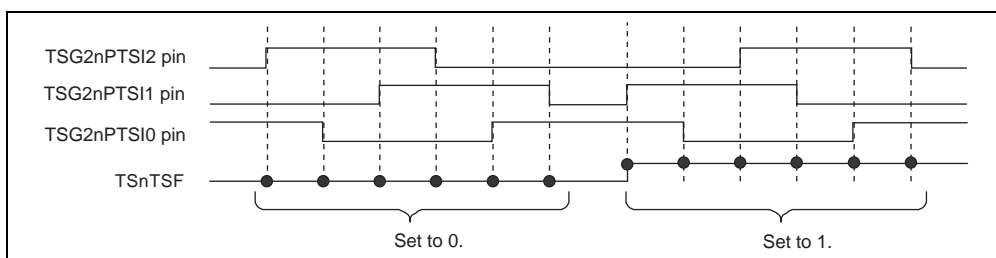 TSG2nPTSI2 pin
TSG2nPTSI1 pin
TSG2nPTSI0 pin
TSnTSF
Set to 0.
Set to 1.